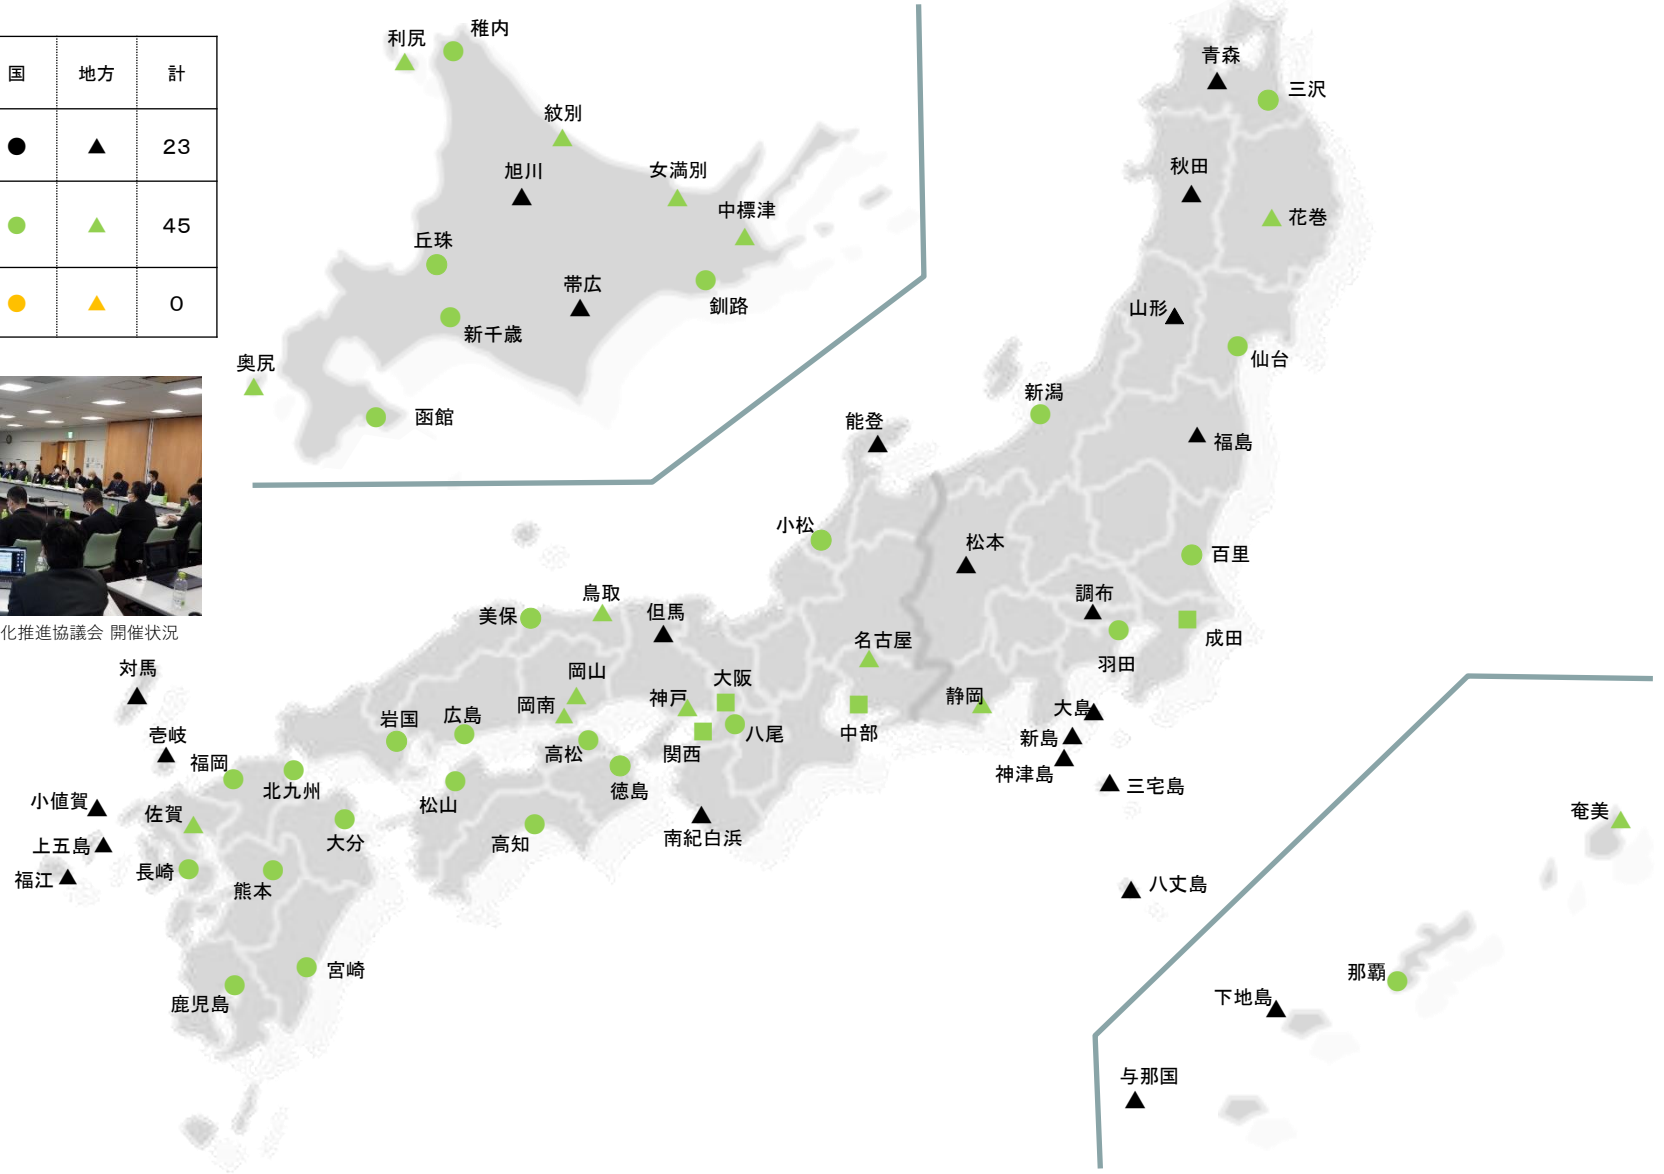 国 地方 計
23
45
0
化推進協議会 開催状況
稚内
利尻
紋別
旭川
女満別
中標津
丘珠
帯広
釧路
新千歳
奥尻
函館
青森
三沢
秋田
花巻
山形
仙台
新潟
能登
福島
小松
松本
百里
調布
羽田
成田
美保
鳥取
但馬
名古屋
岡山
大阪
岡南
神戸
静岡
大島
岩国
広島
八尾
中部
新島
高松
関西
神津島
三宅島
対馬
壱岐
福岡
北九州
松山
徳島
小値賀
佐賀
大分
高知
南紀白浜
上五島
長崎
福江
熊本
八丈島
宮崎
鹿児島
奄美
那覇
下地島
与那国